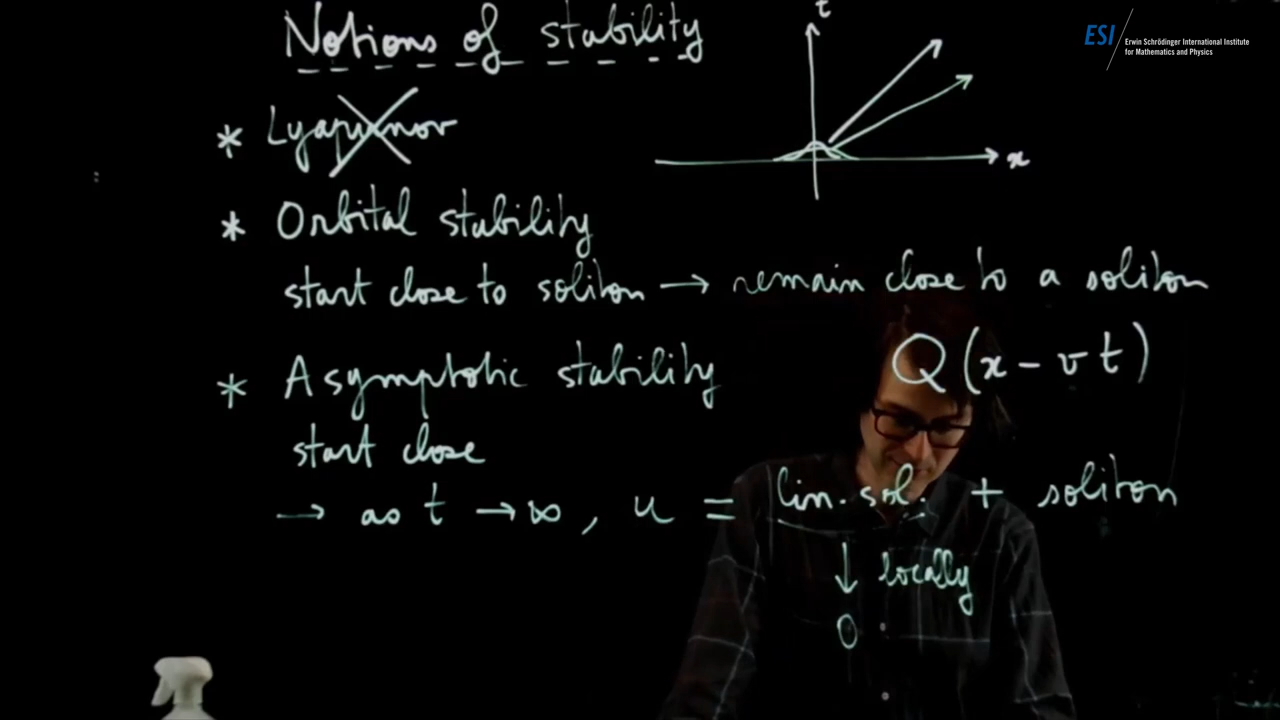 Notions of stability
t
ESI Erwin Schrödinger International Institute
for Mathematics and Physics
* Lyapunov
x
* Orbital stability
start close to soliton → remain close to a soliton
Q(x - vt)
* Asymptotic stability
start close
→ as t → ∞, u = lin. sol. + soliton
↓ locally
0